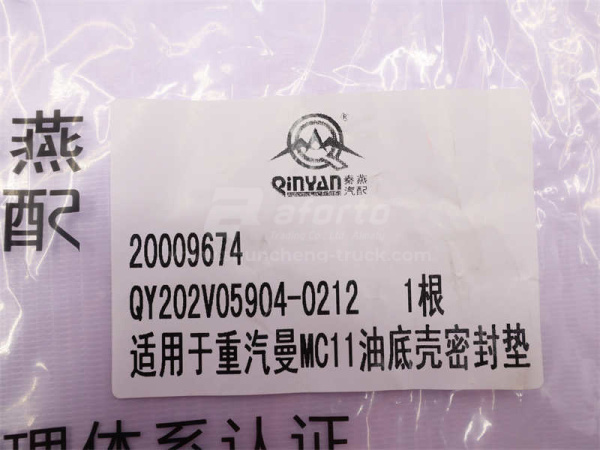 燕
配
®
QINYAN 秦燕汽配
20009674
QY202V05904-0212 1根
适用于重汽曼MC11油底壳密封垫
理体系认证